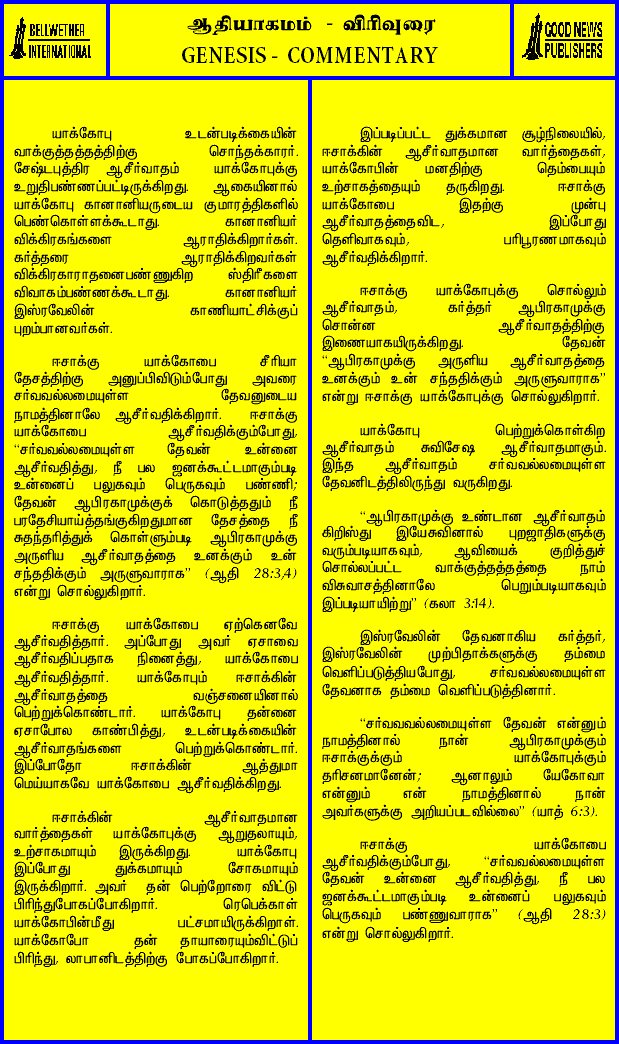 BELLWETHER
INTERNATIONAL
ஆதியாகமம் - விரிவுரை
GENESIS - COMMENTARY
GOOD NEWS
PUBLISHERS
யாக்கோபு உடன்படிக்கையின்
வாக்குத்தத்தத்திற்கு சொந்தக்காரர்.
சேஷ்டபுத்திர ஆசீர்வாதம் யாக்கோபுக்கு
உறுதிபண்ணப்பட்டிருக்கிறது. ஆகையினால்
யாக்கோபு கானானியருடைய குமாரத்திகளில்
பெண்கொள்ளக்கூடாது. கானானியர்
விக்கிரகங்களை ஆராதிக்கிறார்கள்.
கர்த்தரை ஆராதிக்கிறவர்கள்
விக்கிரகாராதனைபண்ணுகிற ஸ்திரீகளை
விவாகம்பண்ணக்கூடாது. கானானியர்
இஸ்ரவேலின் காணியாட்சிக்குப்
புறம்பானவர்கள்.
ஈசாக்கு யாக்கோபை சீரியா
தேசத்திற்கு அனுப்பிவிடும்போது அவரை
சர்வவல்லமையுள்ள தேவனுடைய
நாமத்தினாலே ஆசீர்வதிக்கிறார். ஈசாக்கு
யாக்கோபை ஆசீர்வதிக்கும்போது,
“சர்வவல்லமையுள்ள தேவன் உன்னை
ஆசீர்வதித்து, நீ பல ஜனக்கூட்டமாகும்படி
உன்னைப் பலுகவும் பெருகவும் பண்ணி;
தேவன் ஆபிரகாமுக்குக் கொடுத்ததும் நீ
பரதேசியாய்த்தங்குகிறதுமான தேசத்தை நீ
சுதந்தரித்துக் கொள்ளும்படி ஆபிரகாமுக்கு
அருளிய ஆசீர்வாதத்தை உனக்கும் உன்
சந்ததிக்கும் அருளுவாராக” (ஆதி 28:3,4)
என்று சொல்லுகிறார்.
ஈசாக்கு யாக்கோபை ஏற்கெனவே
ஆசீர்வதித்தார். அப்போது அவர் ஏசாவை
ஆசீர்வதிப்பதாக நினைத்து, யாக்கோபை
ஆசீர்வதித்தார். யாக்கோபும் ஈசாக்கின்
ஆசீர்வாதத்தை வஞ்சனையினால்
பெற்றுக்கொண்டார். யாக்கோபு தன்னை
ஏசாபோல காண்பித்து, உடன்படிக்கையின்
ஆசீர்வாதங்களை பெற்றுக்கொண்டார்.
இப்போதோ ஈசாக்கின் ஆத்துமா
மெய்யாகவே யாக்கோபை ஆசீர்வதிக்கிறது.
ஈசாக்கின் ஆசீர்வாதமான
வார்த்தைகள் யாக்கோபுக்கு ஆறுதலாயும்,
உற்சாகமாயும் இருக்கிறது. யாக்கோபு
இப்போது துக்கமாயும் சோகமாயும்
இருக்கிறார். அவர் தன் பெற்றோரை விட்டு
பிரிந்துபோகப்போகிறார். ரெபெக்காள்
யாக்கோபின்மீது பட்சமாயிருக்கிறாள்.
யாக்கோபோ தன் தாயாரையும்விட்டுப்
பிரிந்து, லாபானிடத்திற்கு போகப்போகிறார்.
இப்படிப்பட்ட துக்கமான சூழ்நிலையில்,
ஈசாக்கின் ஆசீர்வாதமான வார்த்தைகள்,
யாக்கோபின் மனதிற்கு தெம்பையும்
உற்சாகத்தையும் தருகிறது. ஈசாக்கு
யாக்கோபை இதற்கு முன்பு
ஆசீர்வாதத்தைவிட, இப்போது
தெளிவாகவும், பரிபூரணமாகவும்
ஆசீர்வதிக்கிறார்.
ஈசாக்கு யாக்கோபுக்கு சொல்லும்
ஆசீர்வாதம், கர்த்தர் ஆபிரகாமுக்கு
சொன்ன ஆசீர்வாதத்திற்கு
இணையாகயிருக்கிறது. தேவன்
“ஆபிரகாமுக்கு அருளிய ஆசீர்வாதத்தை
உனக்கும் உன் சந்ததிக்கும் அருளுவாராக”
என்று ஈசாக்கு யாக்கோபுக்கு சொல்லுகிறார்.
யாக்கோபு பெற்றுக்கொள்கிற
ஆசீர்வாதம் சுவிசேஷ ஆசீர்வாதமாகும்.
இந்த ஆசீர்வாதம் சர்வவல்லமையுள்ள
தேவனிடத்திலிருந்து வருகிறது.
“ஆபிரகாமுக்கு உண்டான ஆசீர்வாதம்
கிறிஸ்து இயேசுவினால் புறஜாதிகளுக்கு
வரும்படியாகவும், ஆவியைக் குறித்துச்
சொல்லப்பட்ட வாக்குத்தத்தத்தை நாம்
விசுவாசத்தினாலே பெறும்படியாகவும்
இப்படியாயிற்று” (கலா 3:14).
இஸ்ரவேலின் தேவனாகிய கர்த்தர்,
இஸ்ரவேலின் முற்பிதாக்களுக்கு தம்மை
வெளிப்படுத்தியபோது, சர்வவல்லமையுள்ள
தேவனாக தம்மை வெளிப்படுத்தினார்.
“சர்வவவல்லமையுள்ள தேவன் என்னும்
நாமத்தினால் நான் ஆபிரகாமுக்கும்
ஈசாக்குக்கும் யாக்கோபுக்கும்
தரிசனமானேன்; ஆனாலும் யேகோவா
என்னும் என் நாமத்தினால் நான்
அவர்களுக்கு அறியப்படவில்லை” (யாத் 6:3).
ஈசாக்கு யாக்கோபை
ஆசீர்வதிக்கும்போது, “சர்வவல்லமையுள்ள
தேவன் உன்னை ஆசீர்வதித்து, நீ பல
ஜனக்கூட்டமாகும்படி உன்னைப் பலுகவும்
பெருகவும் பண்ணுவாராக” (ஆதி 28:3)
என்று சொல்லுகிறார்.